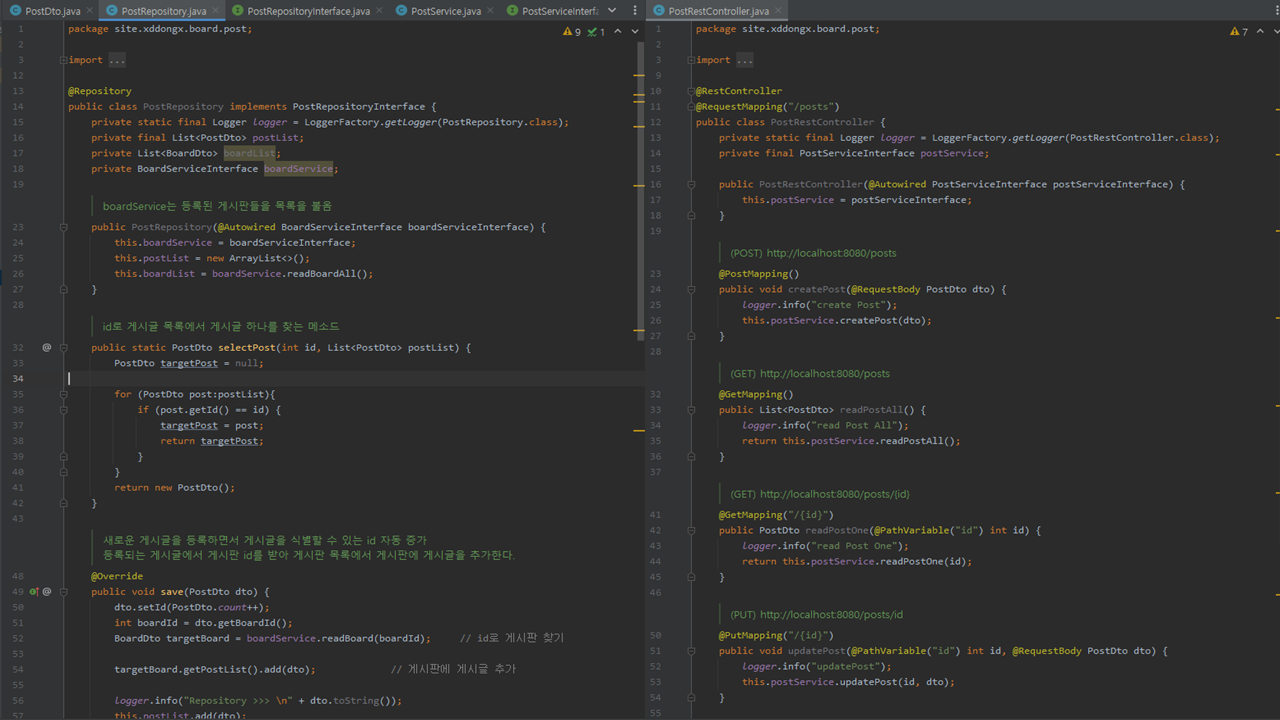 PostDto.java
PostRepository.java
PostRepositoryInterface.java
PostService.java
PostServiceInterf
9
1
1 package site.xddongx.board.post;
2
3 import ...
12
13 @Repository
14 public class PostRepository implements PostRepositoryInterface {
15 private static final Logger logger = LoggerFactory.getLogger(PostRepository.class);
16 private final List<PostDto> postList;
17 private List<BoardDto> boardList;
18 private BoardServiceInterface boardService;
19
boardService는 등록된 게시판들을 목록을 불옴
23 public PostRepository(@Autowired BoardServiceInterface boardServiceInterface) {
24 this.boardService = boardServiceInterface;
25 this.postList = new ArrayList<>();
26 this.boardList = boardService.readBoardAll();
27 }
28
id로 게시글 목록에서 게시글 하나를 찾는 메소드
32 @ public static PostDto selectPost(int id, List<PostDto> postList) {
33 PostDto targetPost = null;
34
35 for (PostDto post:postList){
36 if (post.getId() == id) {
37 targetPost = post;
38 return targetPost;
39 }
40 }
41 return new PostDto();
42 }
43
새로운 게시글을 등록하면서 게시글을 식별할 수 있는 id 자동 증가
등록되는 게시글에서 게시판 id를 받아 게시판 목록에서 게시판에 게시글을 추가한다.
48 @Override
49 @ public void save(PostDto dto) {
50 dto.setId(PostDto.count++);
51 int boardId = dto.getBoardId();
52 BoardDto targetBoard = boardService.readBoard(boardId); // id로 게시판 찾기
53
54 targetBoard.getPostList().add(dto); // 게시판에 게시글 추가
55
56 logger.info("Repository >>> \n" + dto.toString());
57 this.postList.add(dto);
PostRestController.java
7
1 package site.xddongx.board.post;
2
3 import ...
9
10 @RestController
11 @RequestMapping("/posts")
12 public class PostRestController {
13 private static final Logger logger = LoggerFactory.getLogger(PostRestController.class);
14 private final PostServiceInterface postService;
15
16 public PostRestController(@Autowired PostServiceInterface postServiceInterface) {
17 this.postService = postServiceInterface;
18 }
19
(POST) http://localhost:8080/posts
23 @PostMapping()
24 public void createPost(@RequestBody PostDto dto) {
25 logger.info("create Post");
26 this.postService.createPost(dto);
27 }
28
(GET) http://localhost:8080/posts
32 @GetMapping()
33 public List<PostDto> readPostAll() {
34 logger.info("read Post All");
35 return this.postService.readPostAll();
36 }
37
(GET) http://localhost:8080/posts/{id}
41 @GetMapping("/{id}")
42 public PostDto readPostOne(@PathVariable("id") int id) {
43 logger.info("read Post One");
44 return this.postService.readPostOne(id);
45 }
46
(PUT) http://localhost:8080/posts/id
50 @PutMapping("/{id}")
51 public void updatePost(@PathVariable("id") int id, @RequestBody PostDto dto) {
52 logger.info("updatePost");
53 this.postService.updatePost(id, dto);
54 }
55